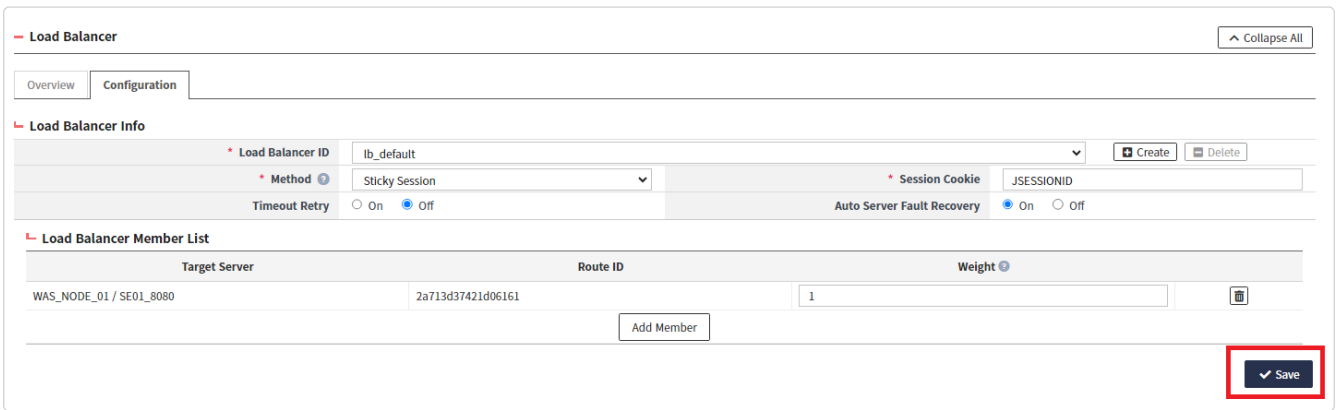 Load Balancer
Collapse All
Overview Configuration
Load Balancer Info
* Load Balancer ID lb_default Create Delete
* Method ? Sticky Session * Session Cookie JSESSIONID
Timeout Retry On Off Auto Server Fault Recovery On Off
Load Balancer Member List
Target Server Route ID Weight ?
WAS_NODE_01 / SE01_8080 2a713d37421d06161 1
Add Member
Save